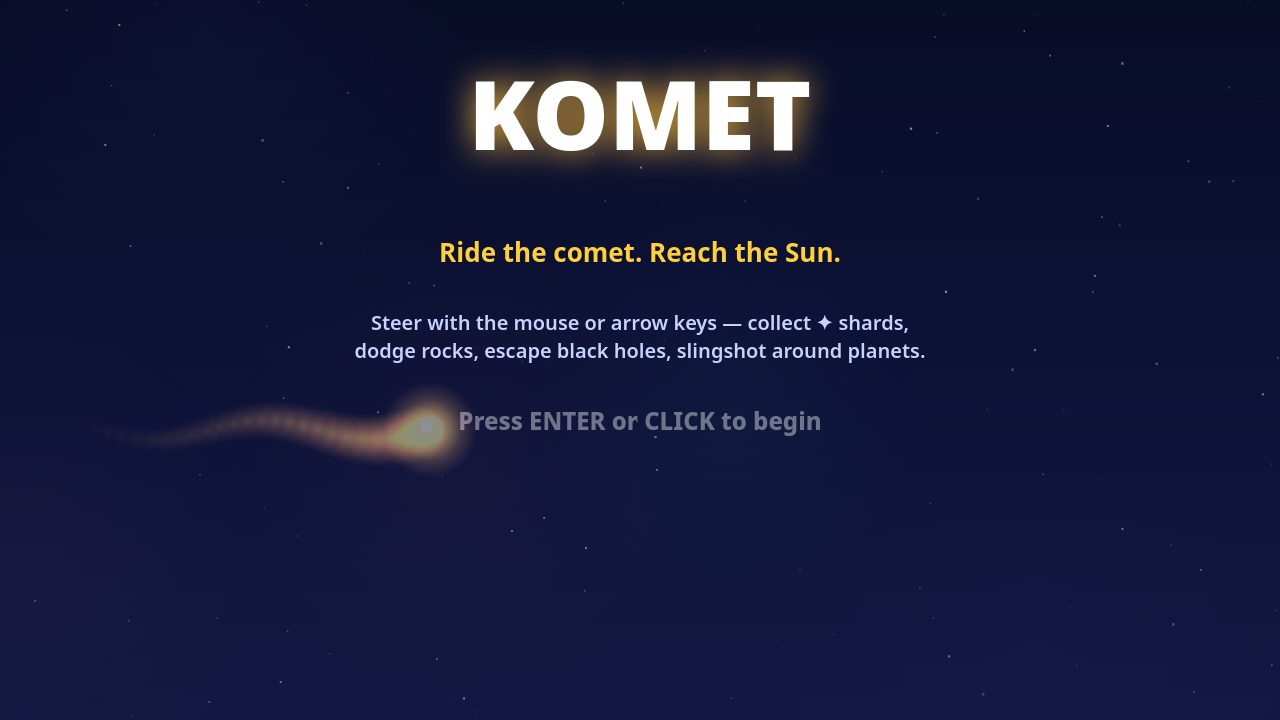 KOMET
Ride the comet. Reach the Sun.
Steer with the mouse or arrow keys — collect ✦ shards,
dodge rocks, escape black holes, slingshot around planets.
Press ENTER or CLICK to begin